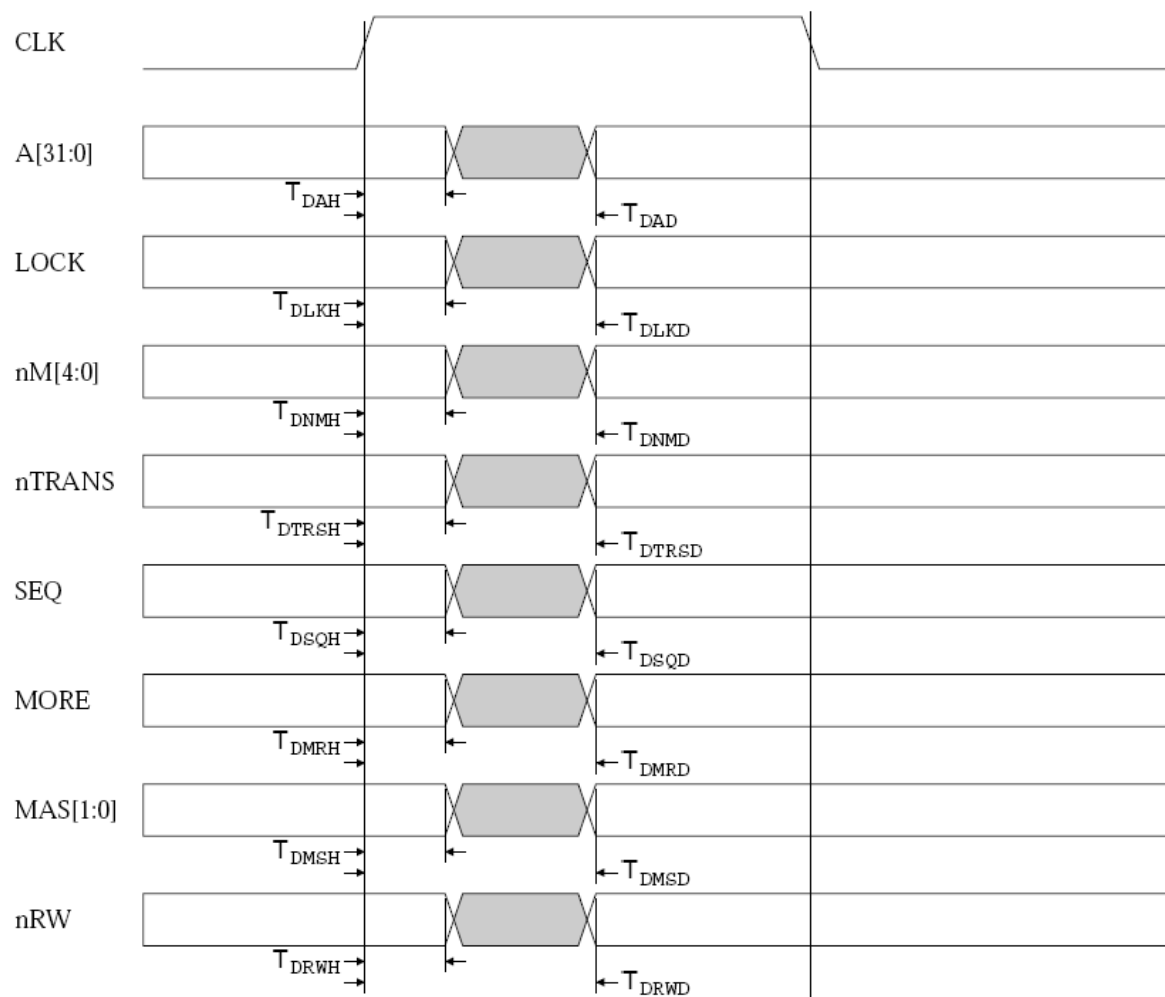 CLK
A[31:0]
TDAH
TDAD
LOCK
TDLKH
TDLKD
nM[4:0]
TDNMH
TDNMD
nTRANS
TDTRSH
TDTRSD
SEQ
TDSQH
TDSQD
MORE
TDMRH
TDMRD
MAS[1:0]
TDMSH
TDMSD
nRW
TDRWH
TDRWD